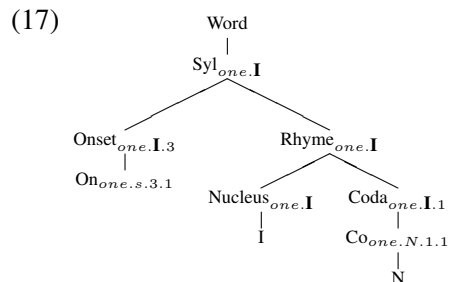 (17)
Word
Syl_one.I
Onset_one.I.3 Rhyme_one.I
On_one.s.3.1
Nucleus_one.I Coda_one.I.1
I Co_one.N.1.1
N